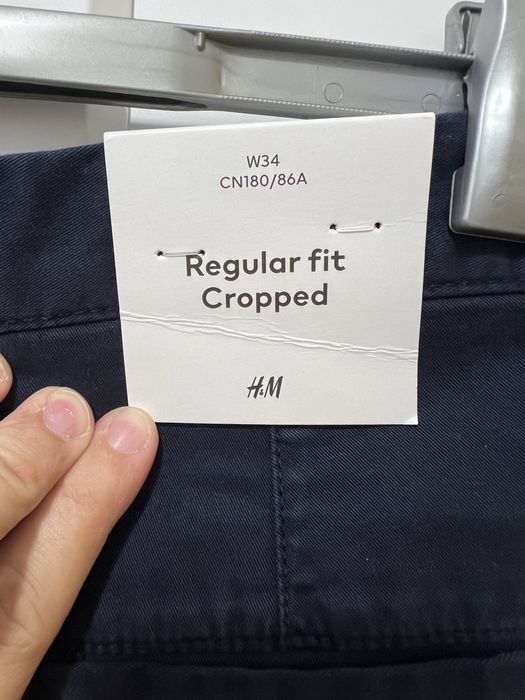 W34
CN180/86A
Regular fit
Cropped
H&M